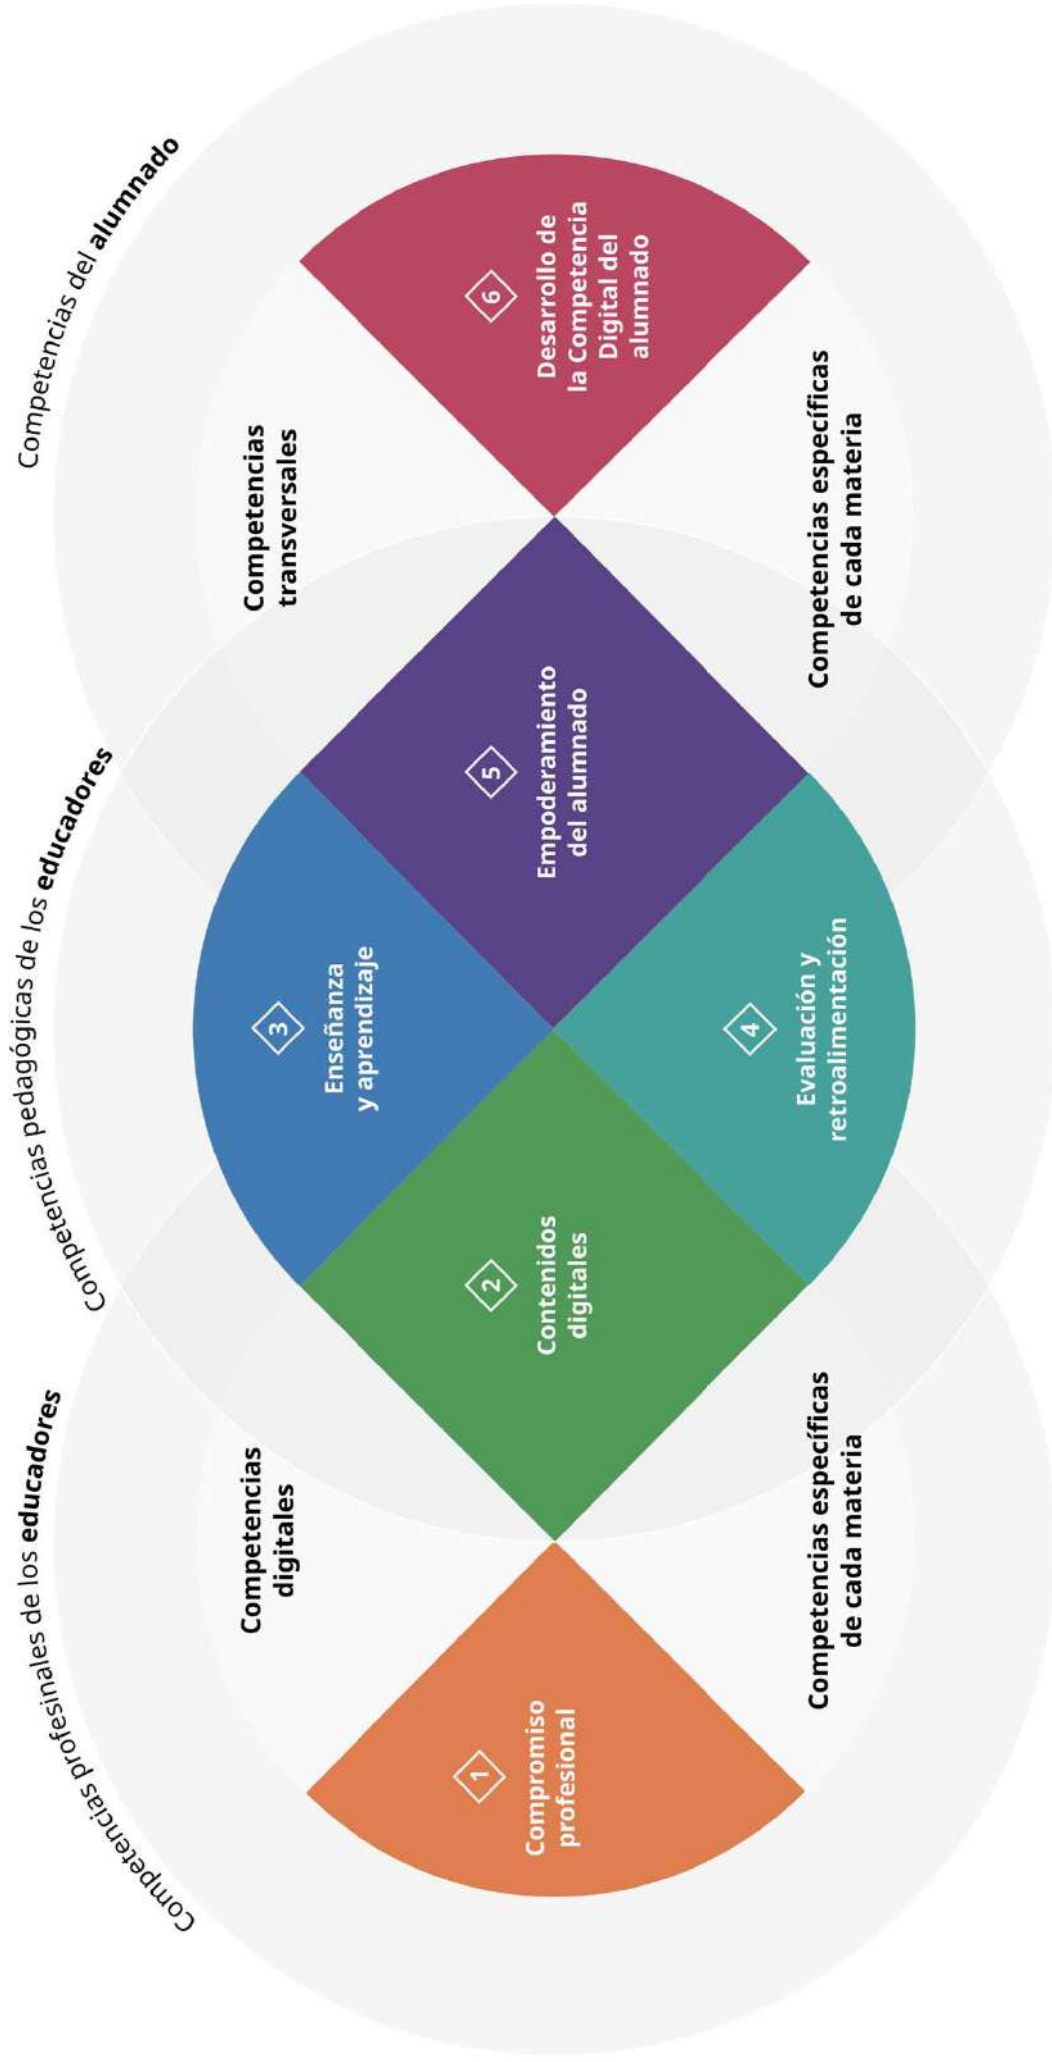 Competencias profesinales de los educadores
Competencias pedagógicas de los educadores
Competencias del alumnado
Competencias
digitales
Competencias
transversales
1
Compromiso
profesional
2
Contenidos
digitales
3
Enseñanza
y aprendizaje
4
Evaluación y
retroalimentación
5
Empoderamiento
del alumnado
6
Desarrollo de
la Competencia
Digital del
alumnado
Competencias específicas
de cada materia
Competencias específicas
de cada materia